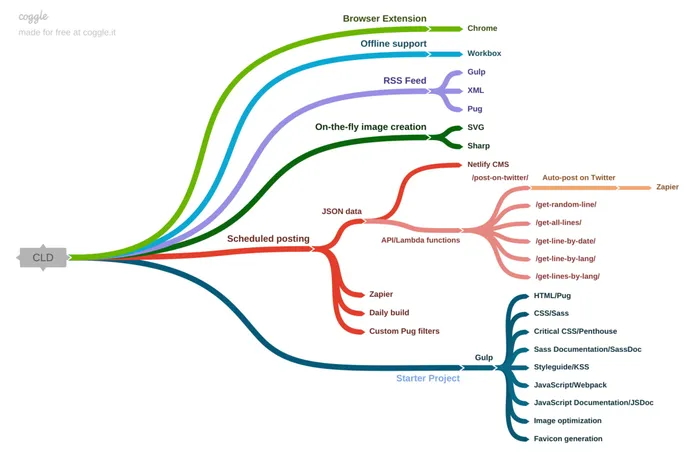 coggle
made for free at coggle.it
Browser Extension
Chrome
Offline support
Workbox
RSS Feed
Gulp
XML
Pug
On-the-fly image creation
SVG
Sharp
Scheduled posting
JSON data
Netlify CMS
API/Lambda functions
/post-on-twitter/
Auto-post on Twitter
Zapier
/get-random-line/
/get-all-lines/
/get-line-by-date/
/get-line-by-lang/
/get-lines-by-lang/
Zapier
Daily build
Custom Pug filters
CLD
Starter Project
Gulp
HTML/Pug
CSS/Sass
Critical CSS/Penthouse
Sass Documentation/SassDoc
Styleguide/KSS
JavaScript/Webpack
JavaScript Documentation/JSDoc
Image optimization
Favicon generation